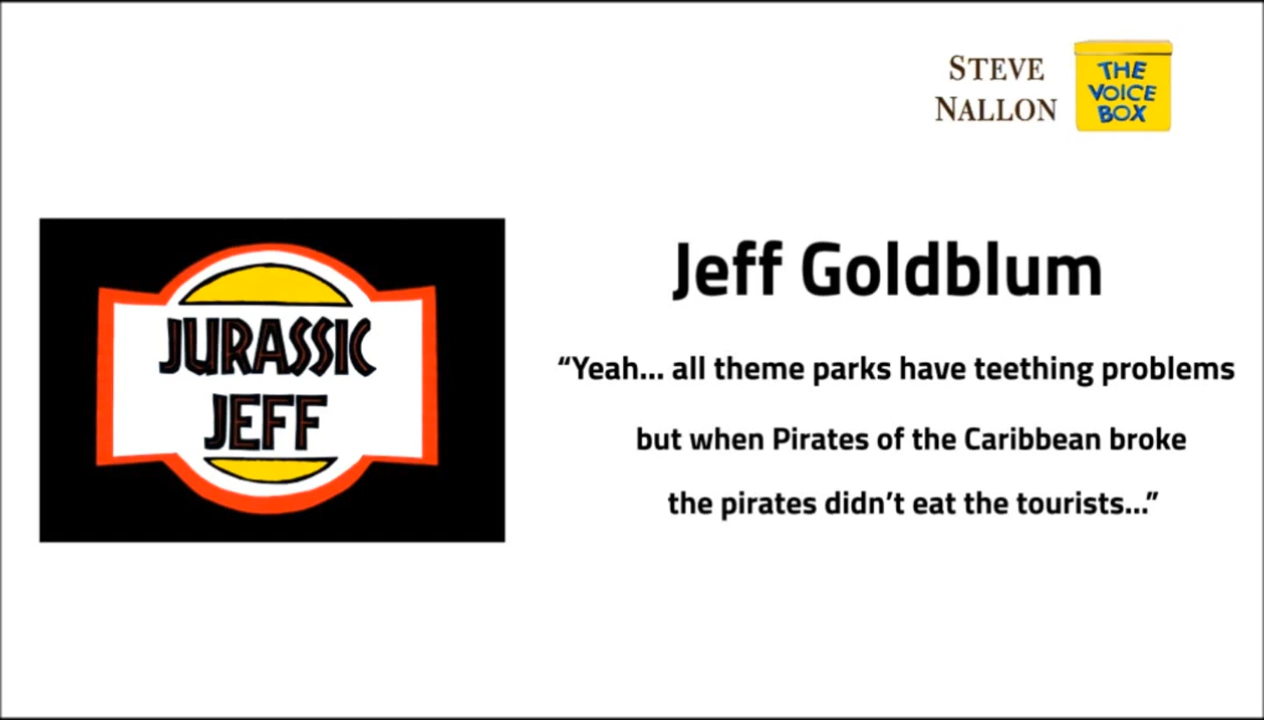 STEVE
NALLON
THE
VOICE
BOX
JURASSIC
JEFF
Jeff Goldblum
“Yeah... all theme parks have teething problems
but when Pirates of the Caribbean broke
the pirates didn’t eat the tourists...”